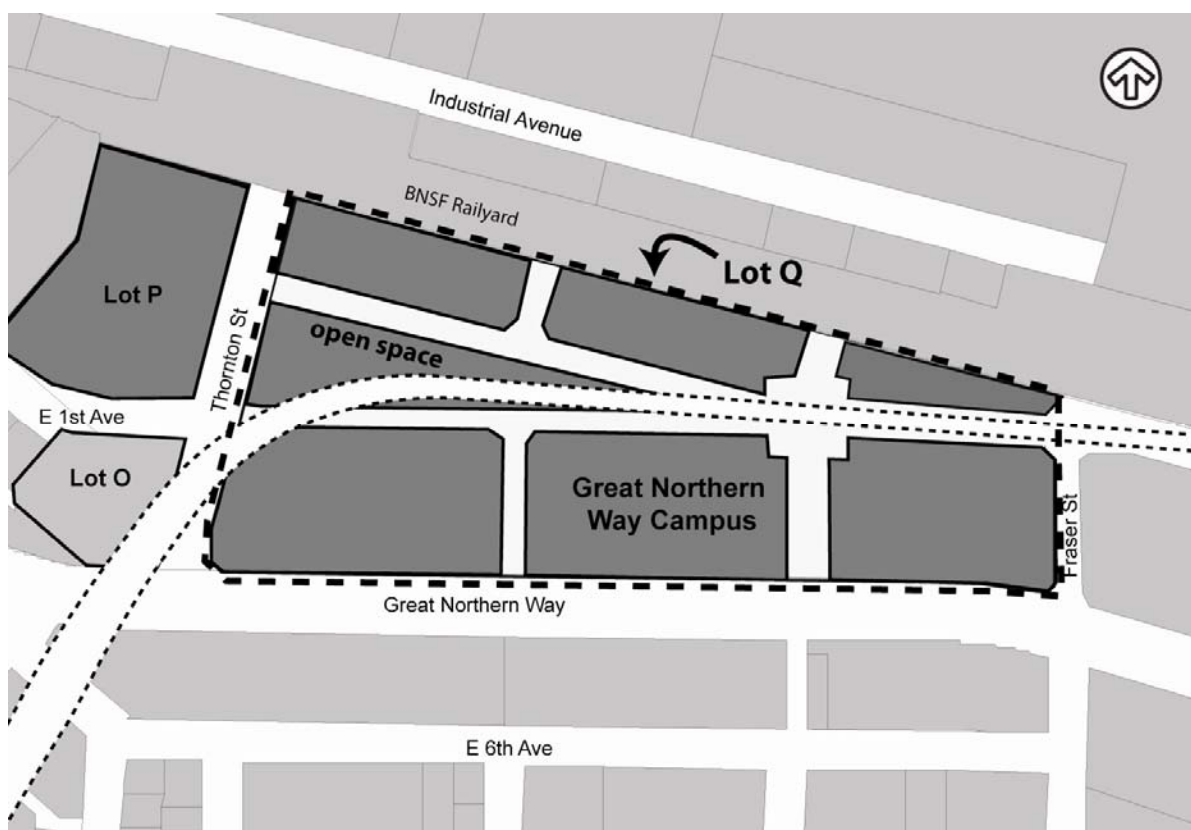 Industrial Avenue
BNSF Railyard
Lot Q
Lot P
Thornton St
open space
E 1st Ave
Lot O
Great Northern
Way Campus
Fraser St
Great Northern Way
E 6th Ave